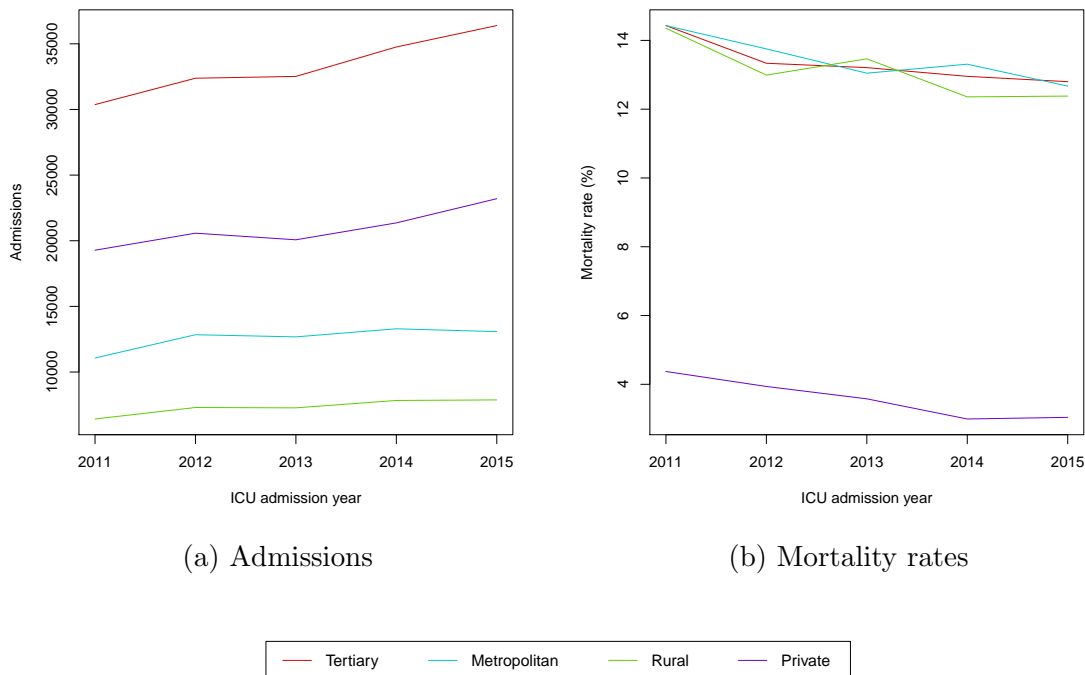 35000
30000
25000
20000
15000
10000
Admissions
2011 2012 2013 2014 2015
ICU admission year
(a) Admissions
14
12
10
8
6
4
Mortality rate (%)
2011 2012 2013 2014 2015
ICU admission year
(b) Mortality rates
Tertiary Metropolitan Rural Private